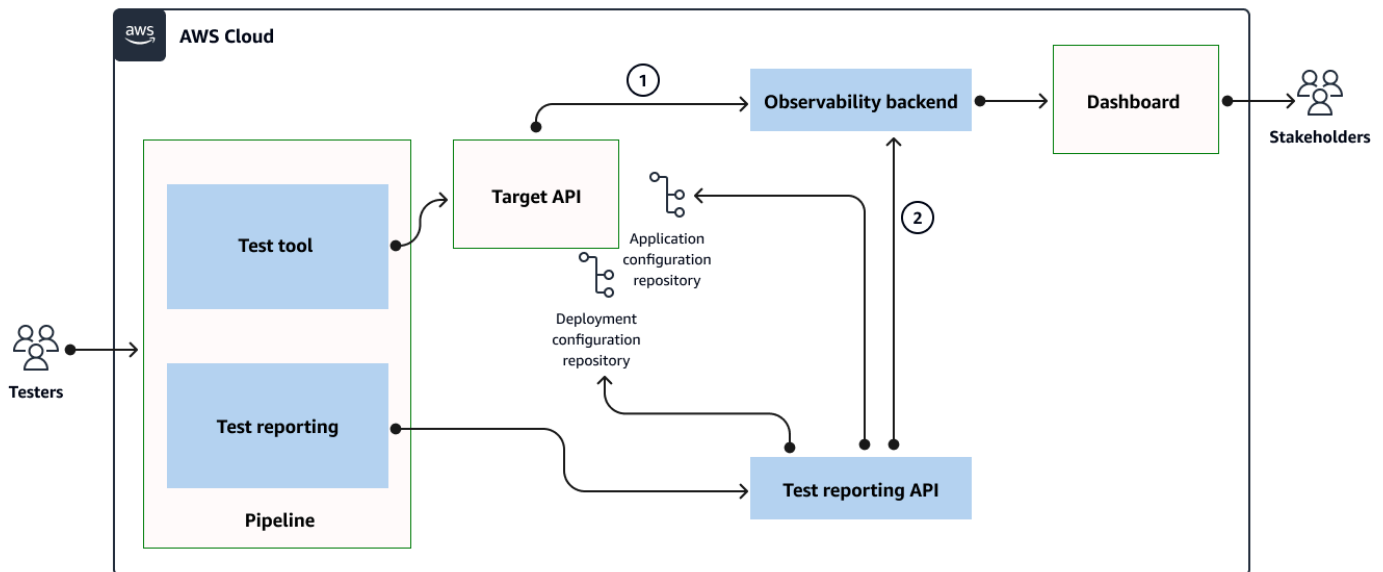 aws
AWS Cloud
1
Observability backend
Dashboard
Stakeholders
Target API
Test tool
2
Application
configuration
repository
Deployment
configuration
repository
Testers
Test reporting
Test reporting API
Pipeline